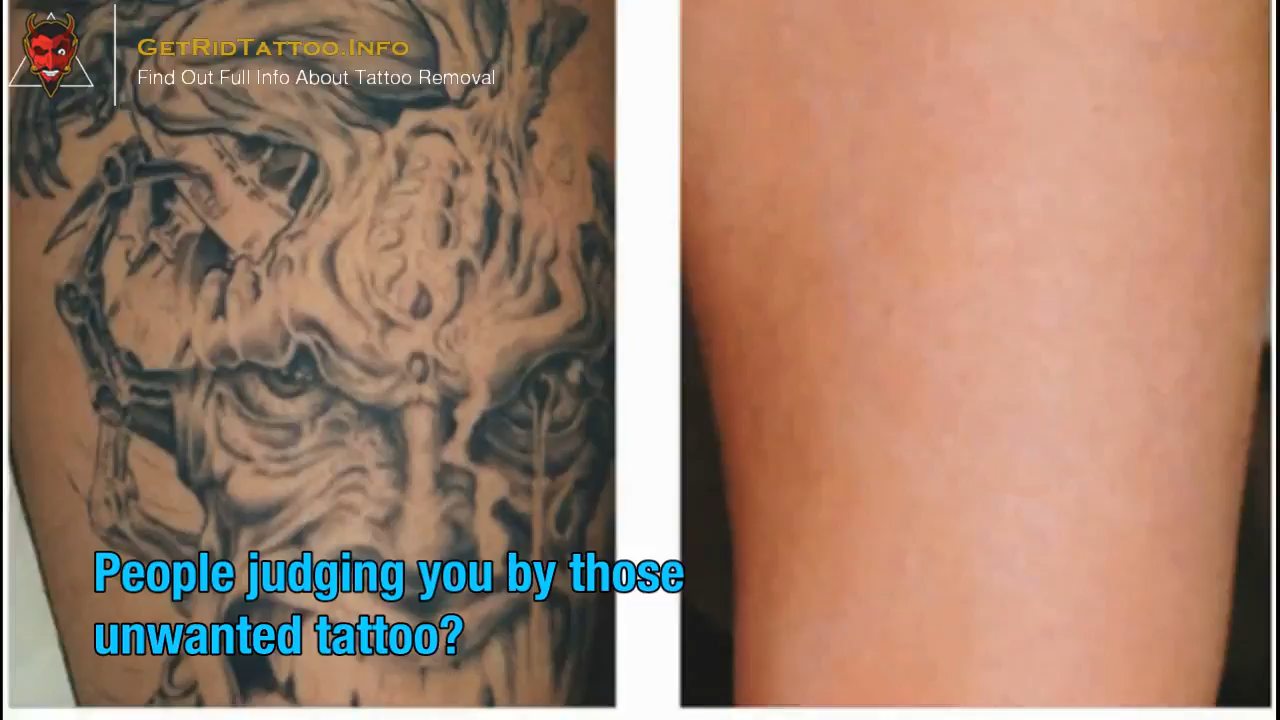 GetRidTattoo.Info
Find Out Full Info About Tattoo Removal
People judging you by those
unwanted tattoo?